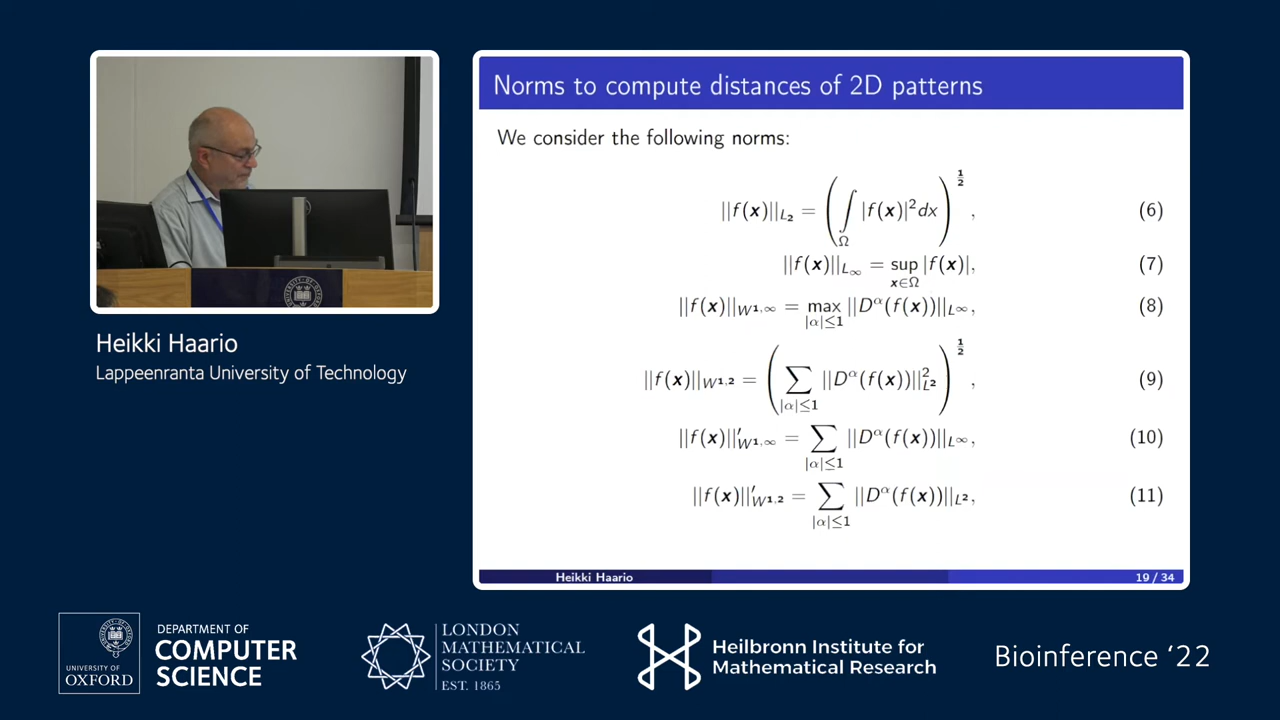 Heikki Haario
Lappeenranta University of Technology
Norms to compute distances of 2D patterns
We consider the following norms:
||f(x)||_{L_2} = ( ∫_Ω |f(x)|² dx )^{1/2}, (6)
||f(x)||_{L_∞} = sup_{x∈Ω} |f(x)|, (7)
||f(x)||_{W^{1,∞}} = max_{|α|≤1} ||D^α(f(x))||_{L^∞}, (8)
||f(x)||_{W^{1,2}} = ( ∑_{|α|≤1} ||D^α(f(x))||²_{L^2} )^{1/2}, (9)
||f(x)||'_{W^{1,∞}} = ∑_{|α|≤1} ||D^α(f(x))||_{L^∞}, (10)
||f(x)||'_{W^{1,2}} = ∑_{|α|≤1} ||D^α(f(x))||_{L^2}, (11)
Heikki Haario
19 / 34
UNIVERSITY OF
OXFORD
DEPARTMENT OF
COMPUTER
SCIENCE
LONDON
MATHEMATICAL
SOCIETY
EST. 1865
Heilbronn Institute for
Mathematical Research
Bioinference ‘22